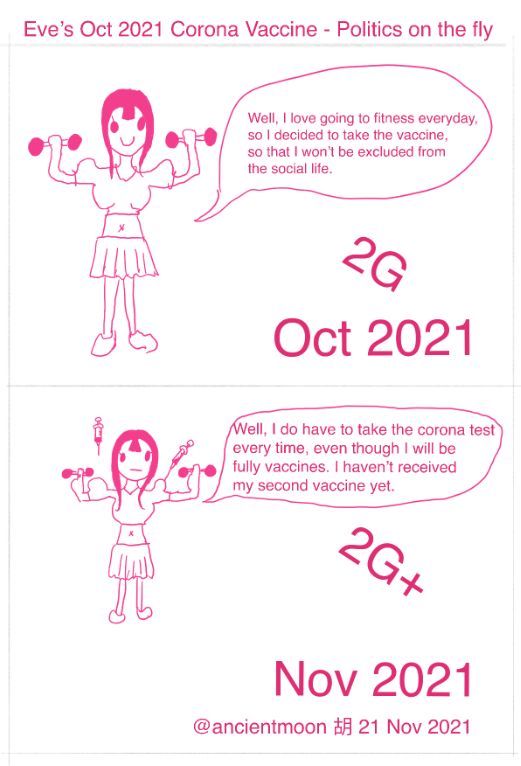 Eve's Oct 2021 Corona Vaccine - Politics on the fly
Well, I love going to fitness everyday,
so I decided to take the vaccine,
so that I won't be excluded from
the social life.
2G
Oct 2021
Well, I do have to take the corona test
every time, even though I will be
fully vaccines. I haven't received
my second vaccine yet.
2G+
Nov 2021
@ancientmoon 胡 21 Nov 2021